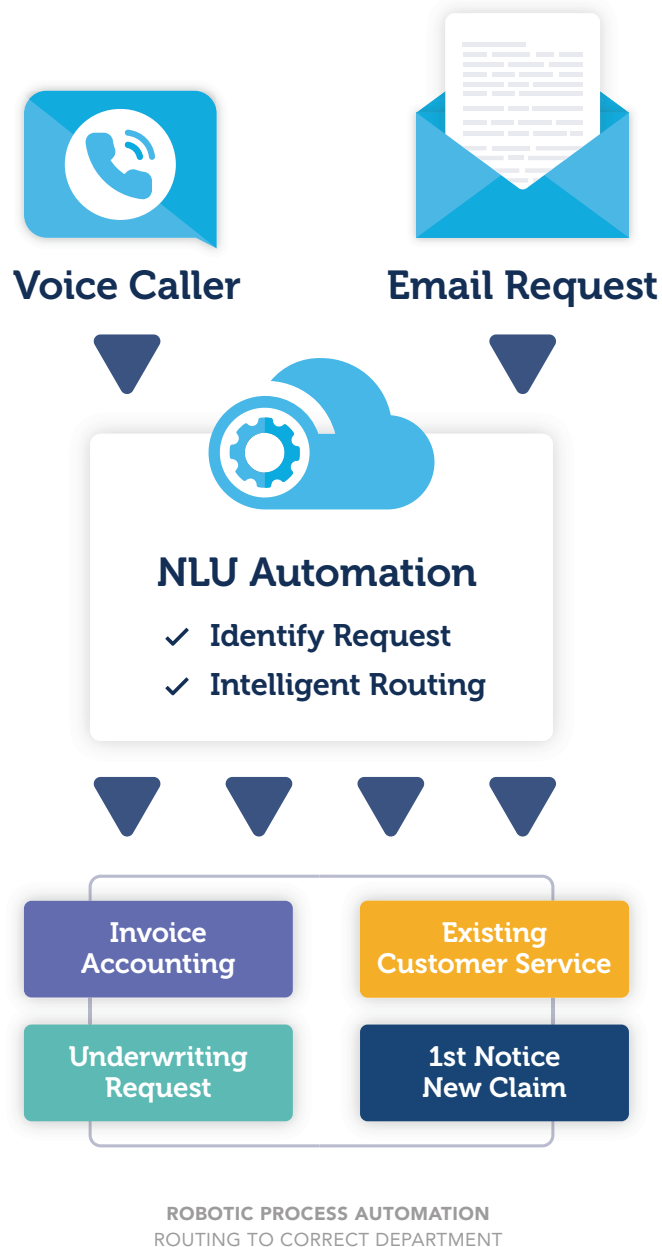 Voice Caller
Email Request
NLU Automation
Identify Request
Intelligent Routing
Invoice
Accounting
Existing
Customer Service
Underwriting
Request
1st Notice
New Claim
ROBOTIC PROCESS AUTOMATION
ROUTING TO CORRECT DEPARTMENT